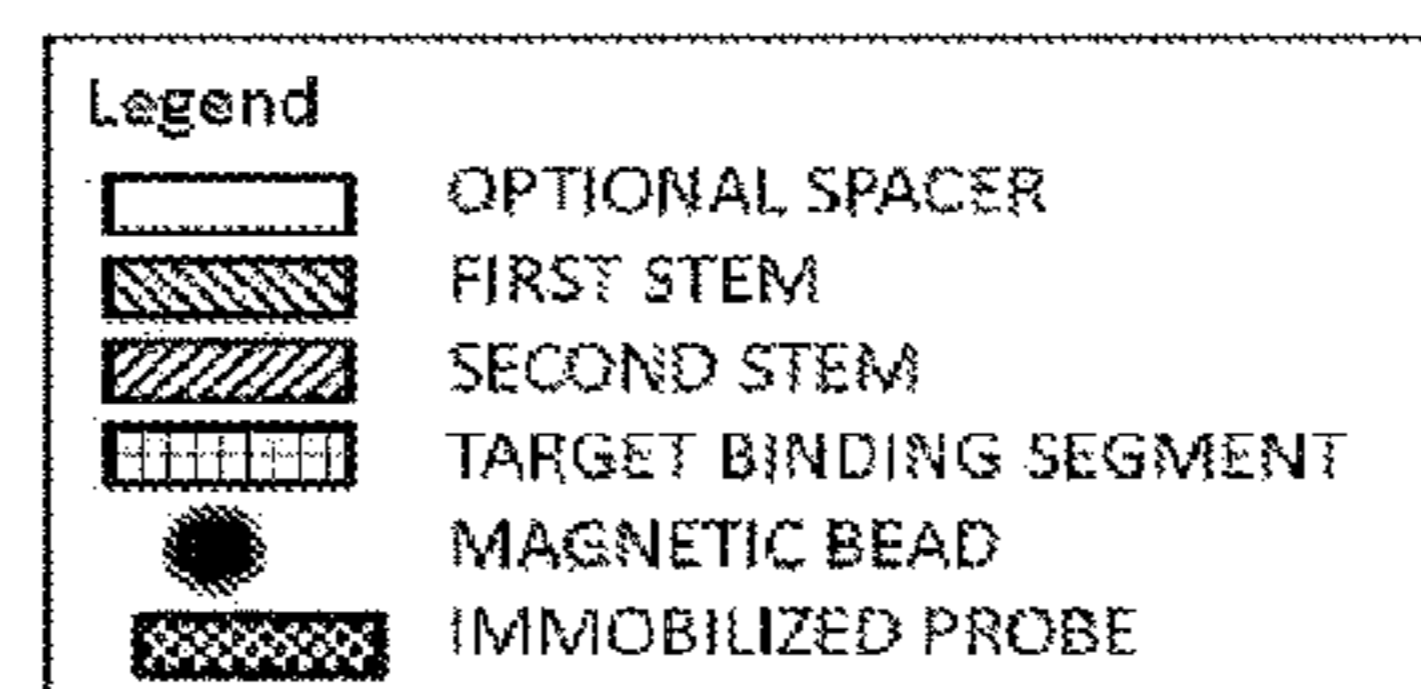 Legend
OPTIONAL SPACER
FIRST STEM
SECOND STEM
TARGET BINDING SEGMENT
MAGNETIC BEAD
IMMOBILIZED PROBE